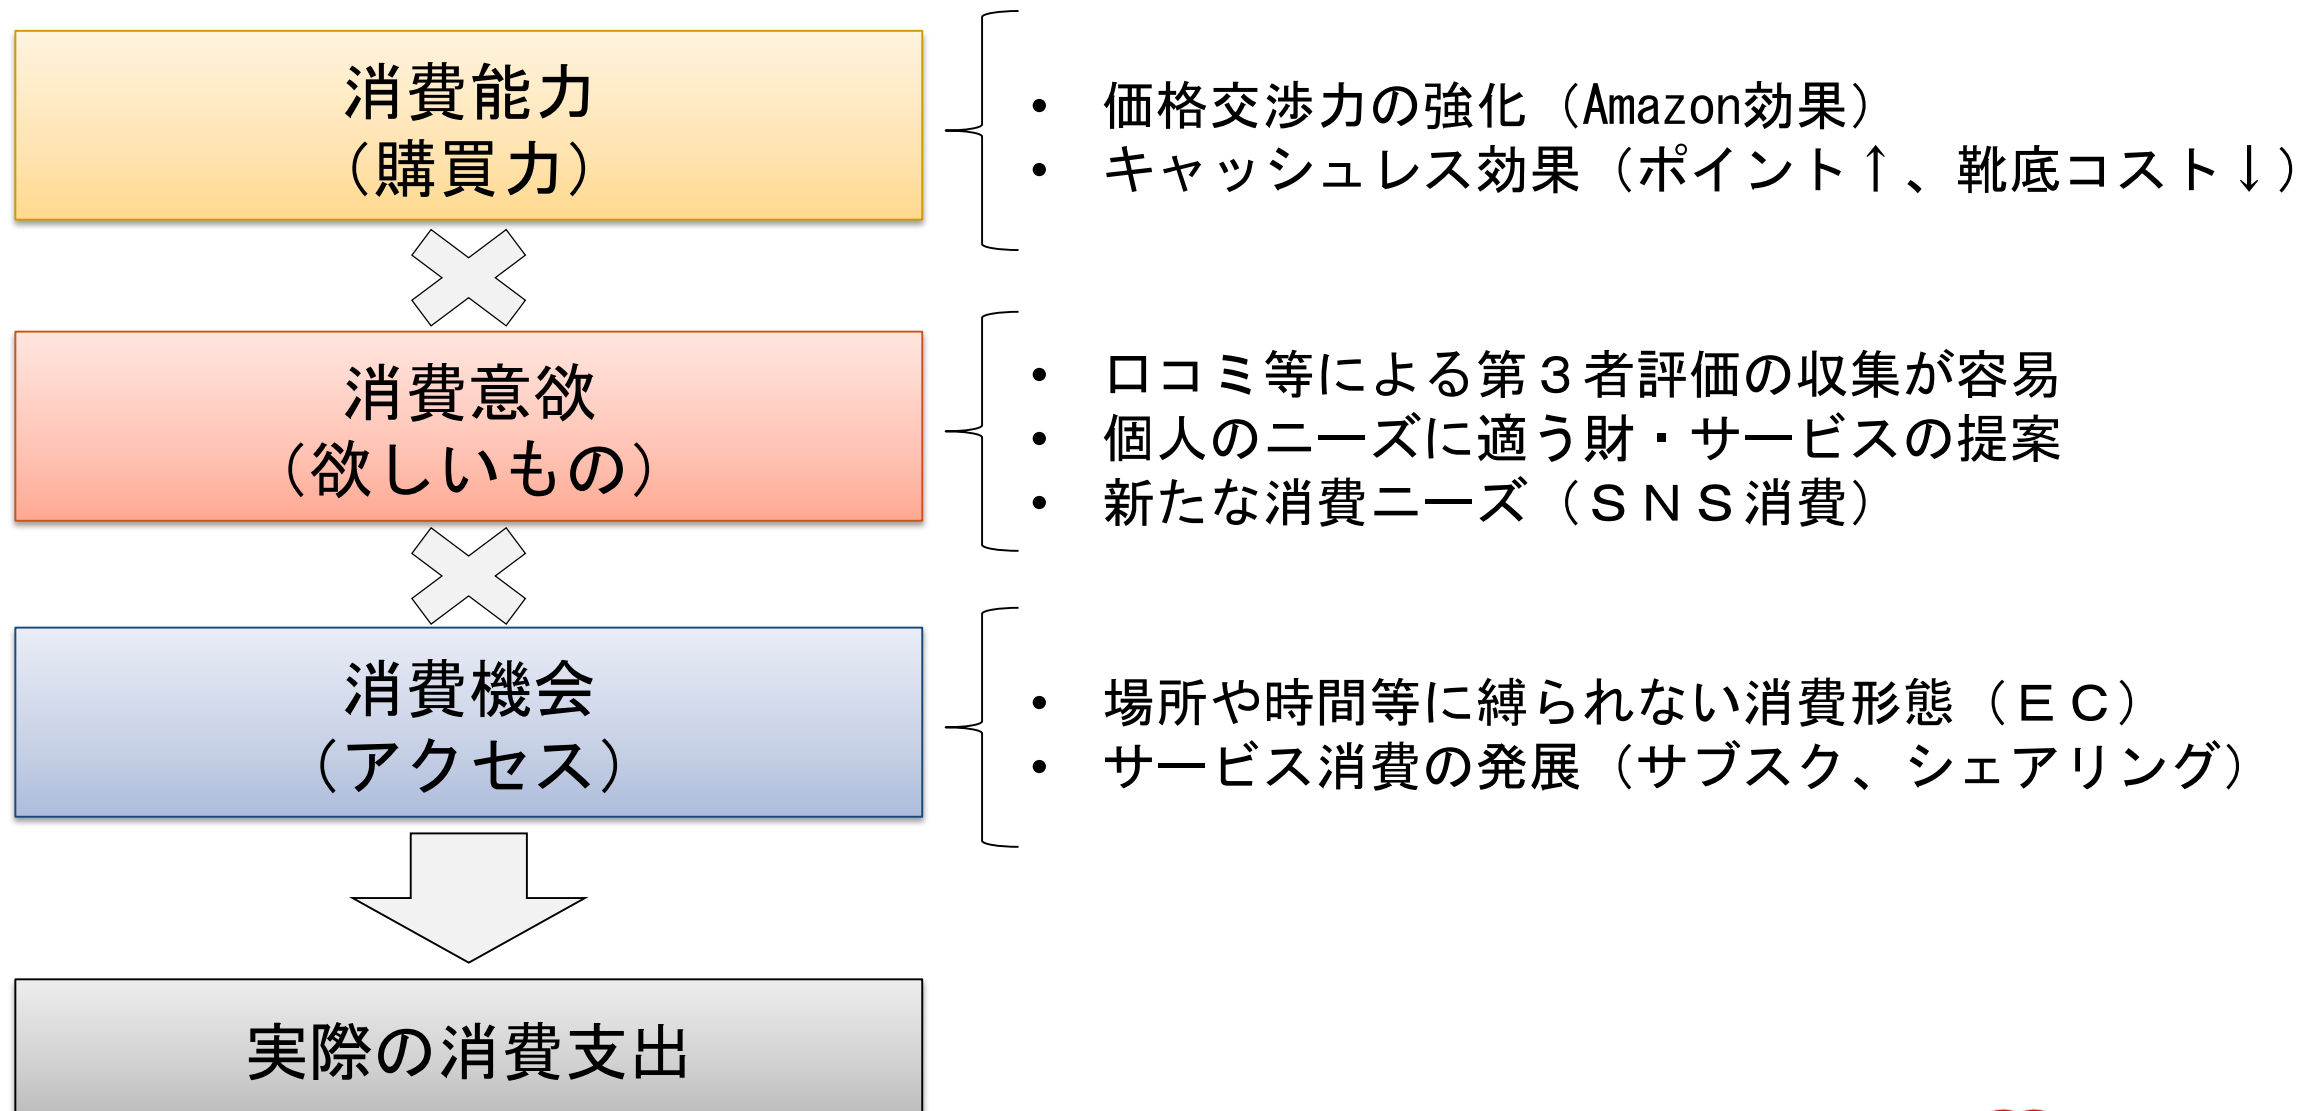 消費能力
（購買力）
• 価格交渉力の強化（Amazon効果）
• キャッシュレス効果（ポイント↑、靴底コスト↓）
消費意欲
（欲しいもの）
• 口コミ等による第３者評価の収集が容易
• 個人のニーズに適う財・サービスの提案
• 新たな消費ニーズ（ＳＮＳ消費）
消費機会
（アクセス）
• 場所や時間等に縛られない消費形態（ＥＣ）
• サービス消費の発展（サブスク、シェアリング）
実際の消費支出